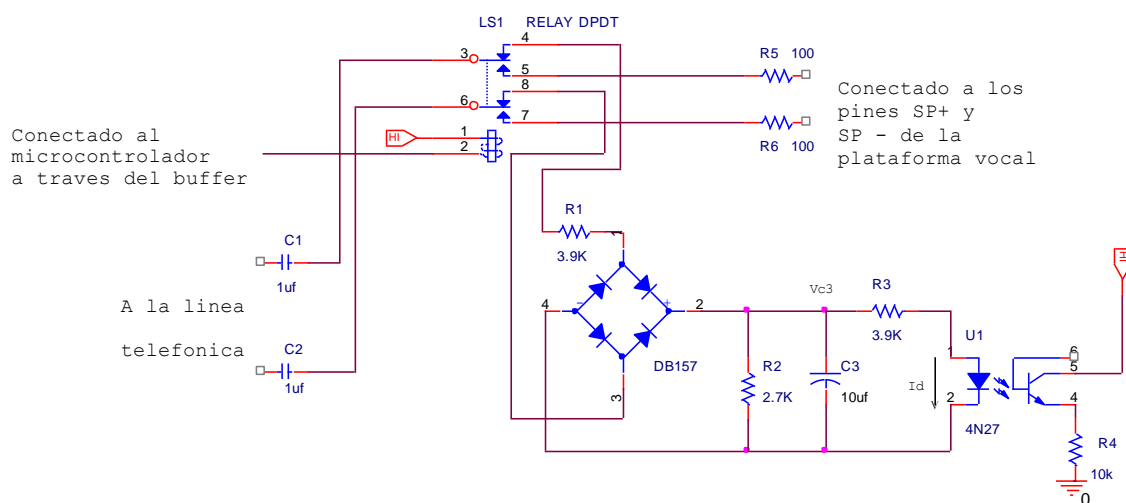 LS1 RELAY DPDT
4
3
5
8
6
7
1
2
HI
R5 100
R6 100
Conectado a los
pines SP+ y
SP - de la
plataforma vocal
Conectado al
microcontrolador
a traves del buffer
C1
1uf
A la linea
telefonica
C2
1uf
R1
3.9K
1
4
-
+
2
3
DB157
Vc3
R3
3.9K
R2
2.7K
C3
10uf
Id
U1
1
2
4N27
6
5
4
HI
R4
10k
0